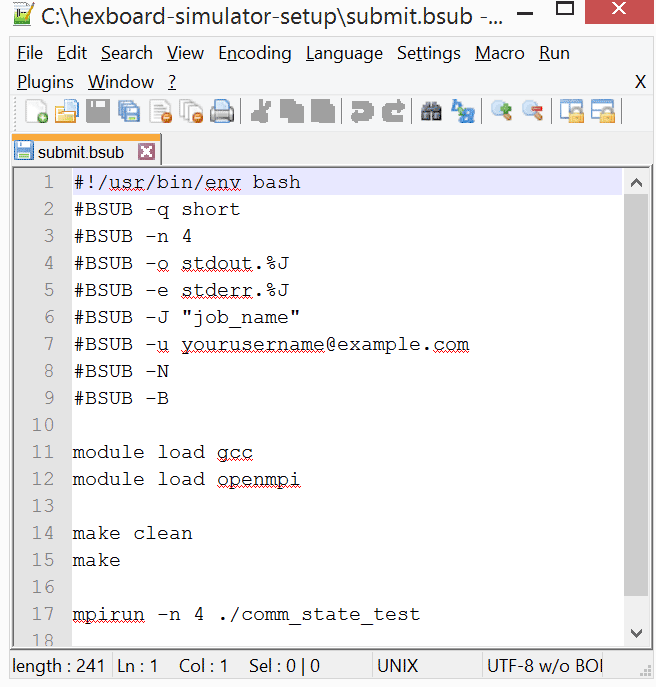 C:\hexboard-simulator-setup\submit.bsub -...
File Edit Search View Encoding Language Settings Macro Run
Plugins Window ? X
submit.bsub
1 #!/usr/bin/env bash
2 #BSUB -q short
3 #BSUB -n 4
4 #BSUB -o stdout.%J
5 #BSUB -e stderr.%J
6 #BSUB -J "job_name"
7 #BSUB -u yourusername@example.com
8 #BSUB -N
9 #BSUB -B
10
11 module load gcc
12 module load openmpi
13
14 make clean
15 make
16
17 mpirun -n 4 ./comm_state_test
18
length : 241 Ln : 1 Col : 1 Sel : 0 | 0 UNIX UTF-8 w/o BOI